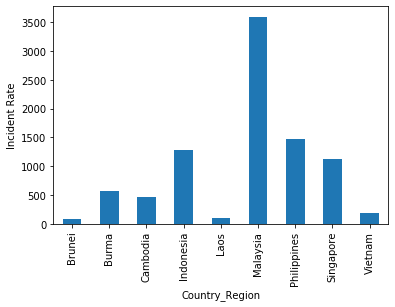 3500
3000
2500
2000
1500
1000
500
0
Incident Rate
Brunei
Burma
Cambodia
Indonesia
Laos
Malaysia
Philippines
Singapore
Vietnam
Country_Region